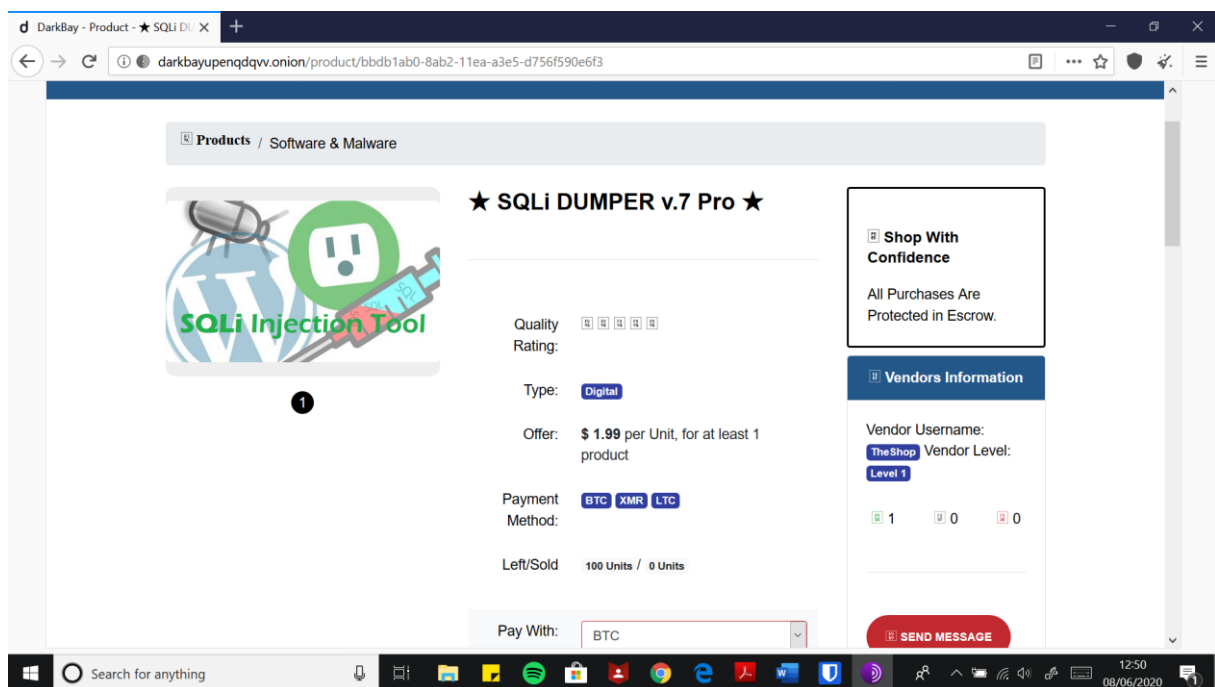 DarkBay - Product - ★ SQLi DU
darkbayupenqdqvv.onion/product/bbdb1ab0-8ab2-11ea-a3e5-d756f590e6f3
Products / Software & Malware
SQL
SQLi Injection Tool
1
★ SQLi DUMPER v.7 Pro ★
Quality
Rating:
Type: Digital
Offer: $ 1.99 per Unit, for at least 1
product
Payment BTC XMR LTC
Method:
Left/Sold 100 Units / 0 Units
Pay With: BTC
Shop With
Confidence
All Purchases Are
Protected in Escrow.
Vendors Information
Vendor Username:
TheShop Vendor Level:
Level 1
1 0 0
SEND MESSAGE
Search for anything
12:50
08/06/2020